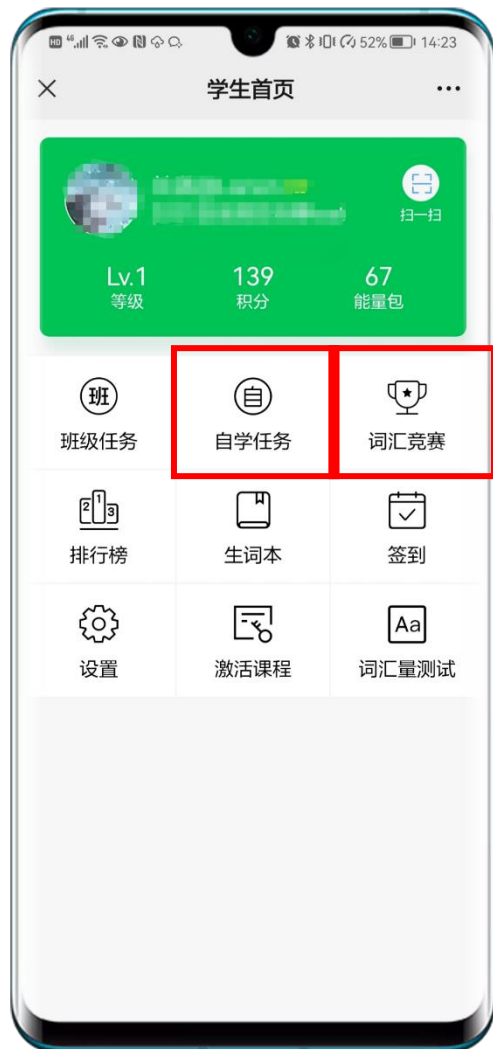 HD 46 52% 14:23
学生首页
扫一扫
Lv.1 139 67
等级 积分 能量包
班 自
班级任务 自学任务 词汇竞赛
2 1 3
排行榜 生词本 签到
Aa
设置 激活课程 词汇量测试